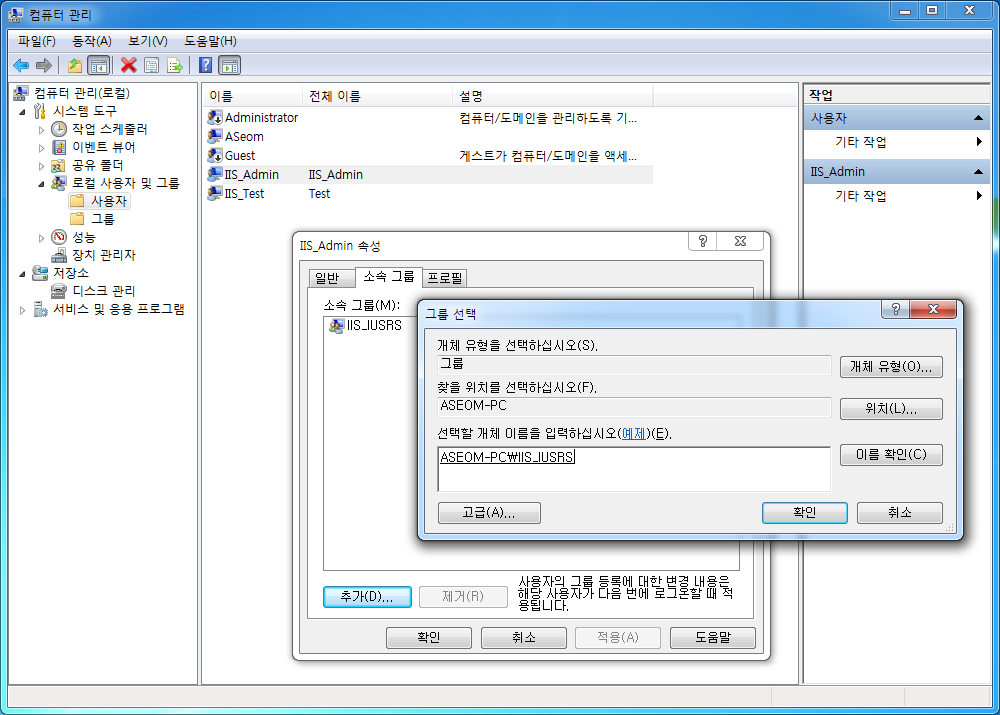 컴퓨터 관리
파일(F) 동작(A) 보기(V) 도움말(H)
컴퓨터 관리(로컬)
시스템 도구
작업 스케줄러
이벤트 뷰어
공유 폴더
로컬 사용자 및 그룹
사용자
그룹
성능
장치 관리자
저장소
디스크 관리
서비스 및 응용 프로그램
이름 전체 이름 설명
Administrator 컴퓨터/도메인을 관리하도록 기...
ASeom
Guest 게스트가 컴퓨터/도메인을 액세...
IIS_Admin IIS_Admin
IIS_Test Test
작업
사용자
기타 작업
IIS_Admin
기타 작업
IIS_Admin 속성
일반 소속 그룹 프로필
소속 그룹(M):
IIS_IUSRS
추가(D)... 제거(R)
사용자의 그룹 등록에 대한 변경 내용은
해당 사용자가 다음 번에 로그온할 때 적
용됩니다.
확인 취소 적용(A) 도움말
그룹 선택
개체 유형을 선택하십시오(S).
그룹
개체 유형(O)...
찾을 위치를 선택하십시오(F).
ASEOM-PC
위치(L)...
선택할 개체 이름을 입력하십시오(예제)(E).
ASEOM-PC₩IIS_IUSRS
이름 확인(C)
고급(A)... 확인 취소